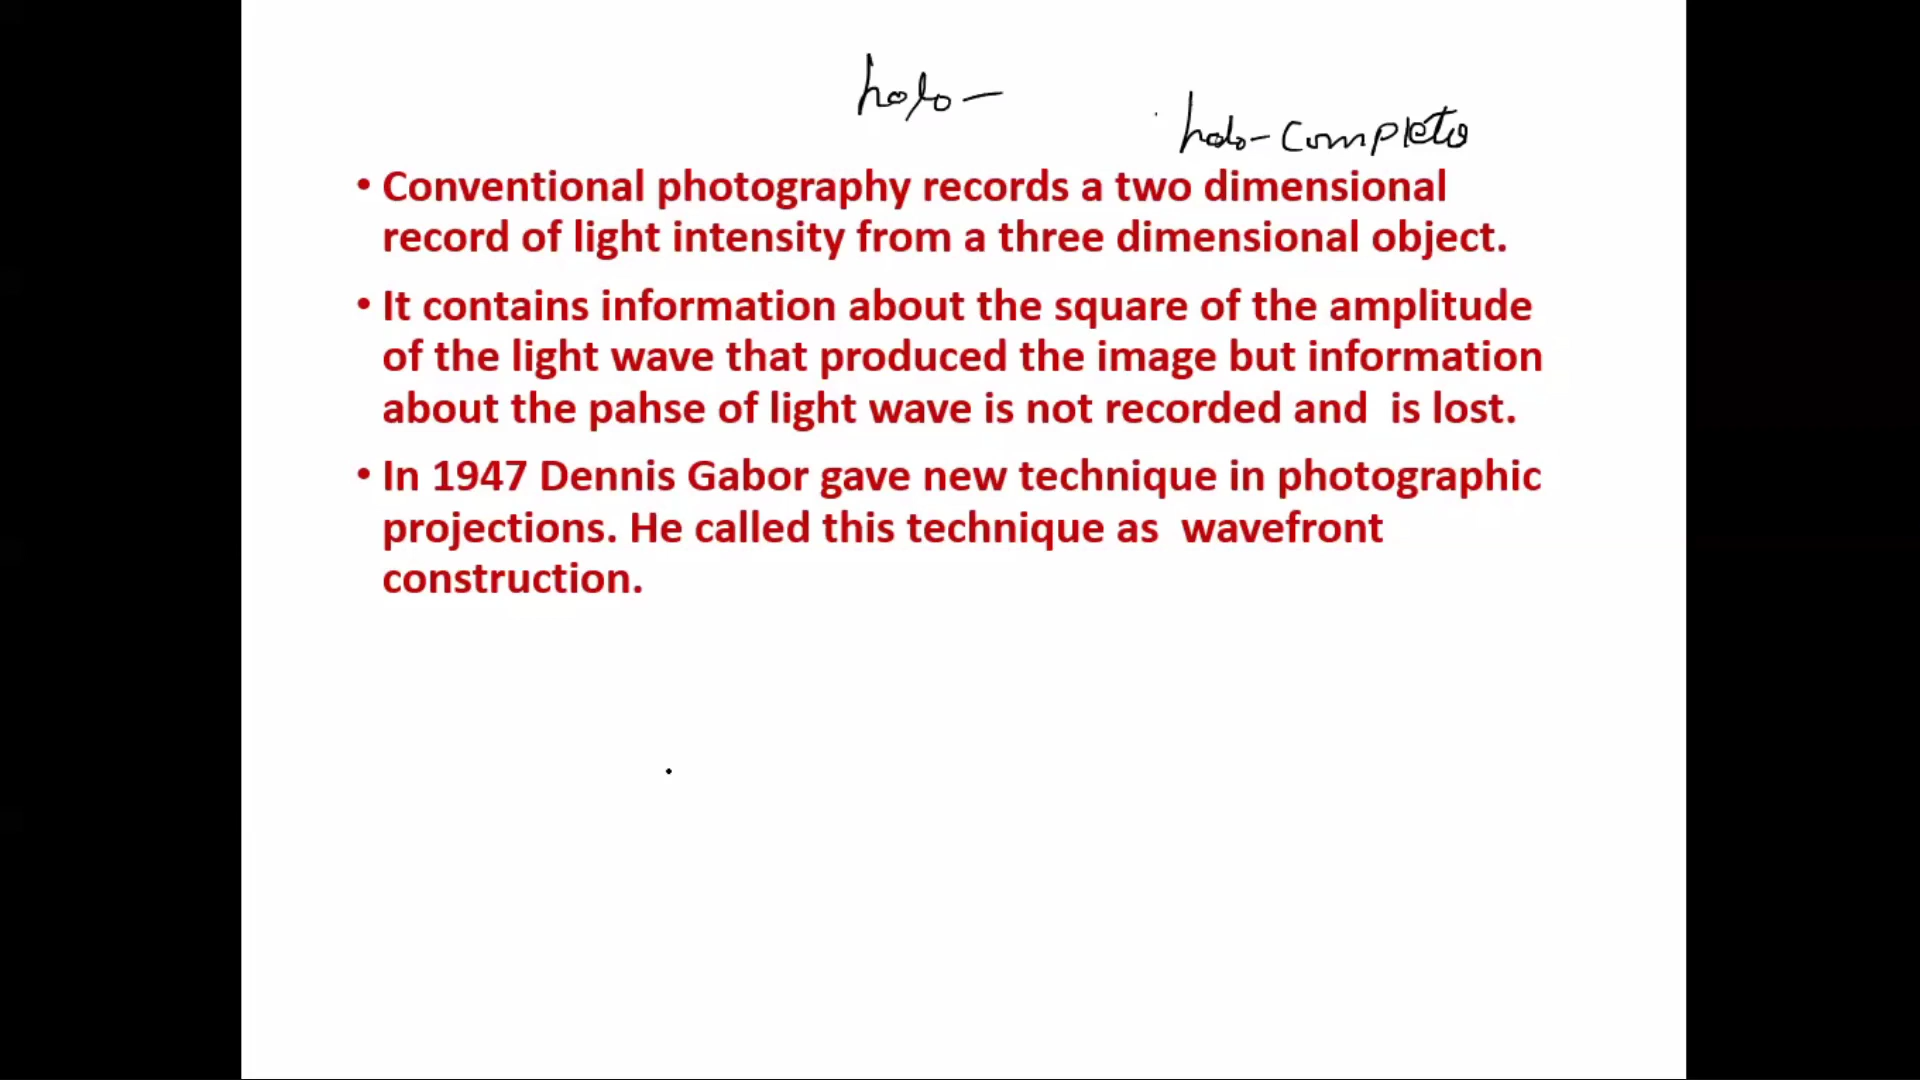 holo-
holo-complete
• Conventional photography records a two dimensional
record of light intensity from a three dimensional object.
• It contains information about the square of the amplitude
of the light wave that produced the image but information
about the pahse of light wave is not recorded and is lost.
• In 1947 Dennis Gabor gave new technique in photographic
projections. He called this technique as wavefront
construction.